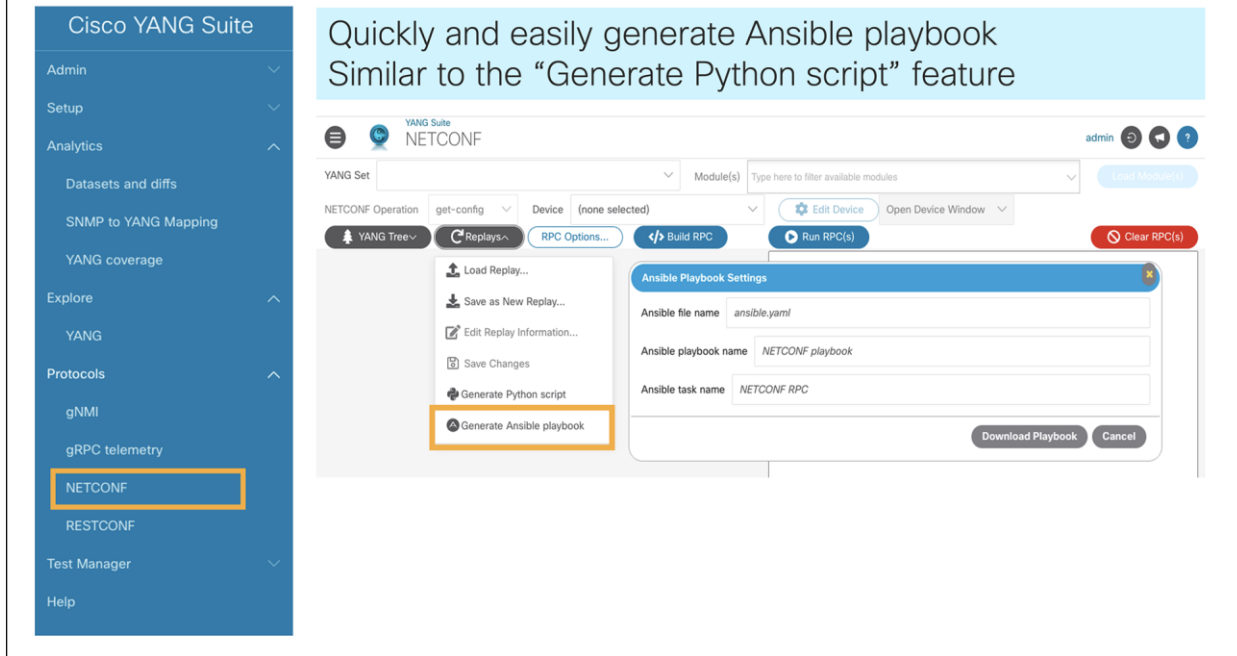 Cisco YANG Suite
Admin
Setup
Analytics
Datasets and diffs
SNMP to YANG Mapping
YANG coverage
Explore
YANG
Protocols
gNMI
gRPC telemetry
NETCONF
RESTCONF
Test Manager
Help
Quickly and easily generate Ansible playbook
Similar to the “Generate Python script” feature
YANG Suite
NETCONF
admin
?
YANG Set
Module(s) Type here to filter available modules
Load Module(s)
NETCONF Operation get-config Device (none selected) Edit Device Open Device Window
YANG Tree Replays RPC Options... </> Build RPC Run RPC(s) Clear RPC(s)
Load Replay...
Save as New Replay...
Edit Replay Information...
Save Changes
Generate Python script
Generate Ansible playbook
Ansible Playbook Settings
x
Ansible file name ansible.yaml
Ansible playbook name NETCONF playbook
Ansible task name NETCONF RPC
Download Playbook Cancel